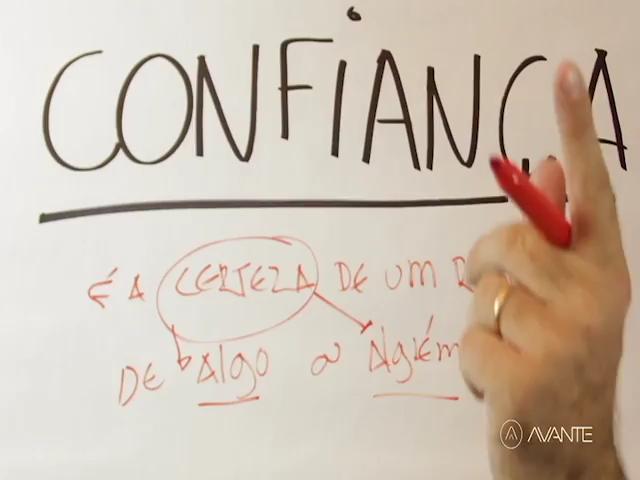 CONFIANÇA
É A CERTEZA DE UM
DE ALGO OU ALGUÉM
AVANTE